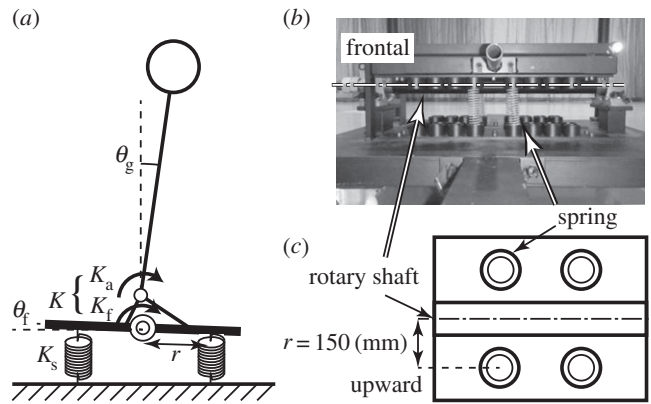 (a)
θg
K { Ka
Kf
θf
Ks
r
(b)
frontal
spring
(c)
rotary shaft
r = 150 (mm)
upward